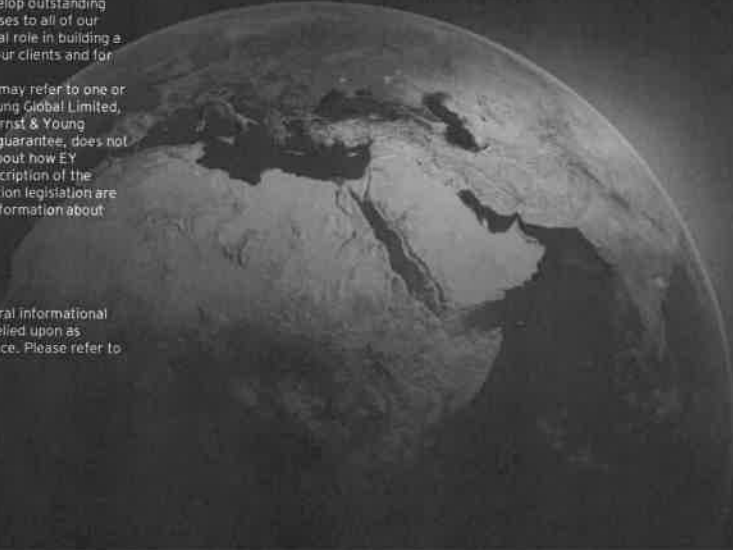 elop outstanding
ses to all of our
al role in building a
ur clients and for
may refer to one or
ung Global Limited,
rnst & Young
guarantee, does not
bout how EY
cription of the
ion legislation are
formation about
ral informational
elied upon as
ice. Please refer to